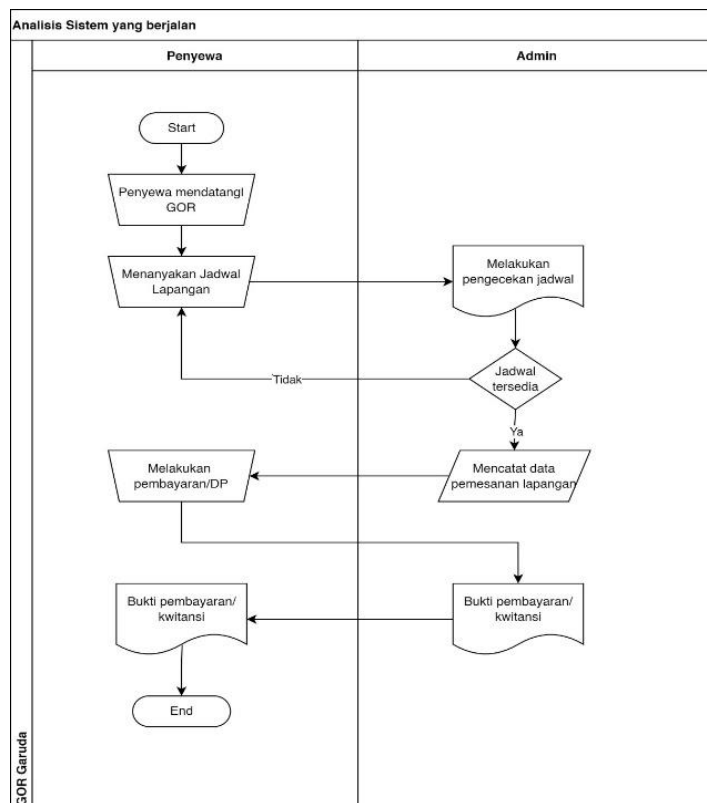 Analisis Sistem yang berjalan
Penyewa
Admin
Start
Penyewa mendatangi
GOR
Menanyakan Jadwal
Lapangan
Melakukan
pengecekan jadwal
Jadwal
tersedia
Tidak
Ya
Melakukan
pembayaran/DP
Mencatat data
pemesanan lapangan
Bukti pembayaran/
kwitansi
Bukti pembayaran/
kwitansi
End
GOR Garuda